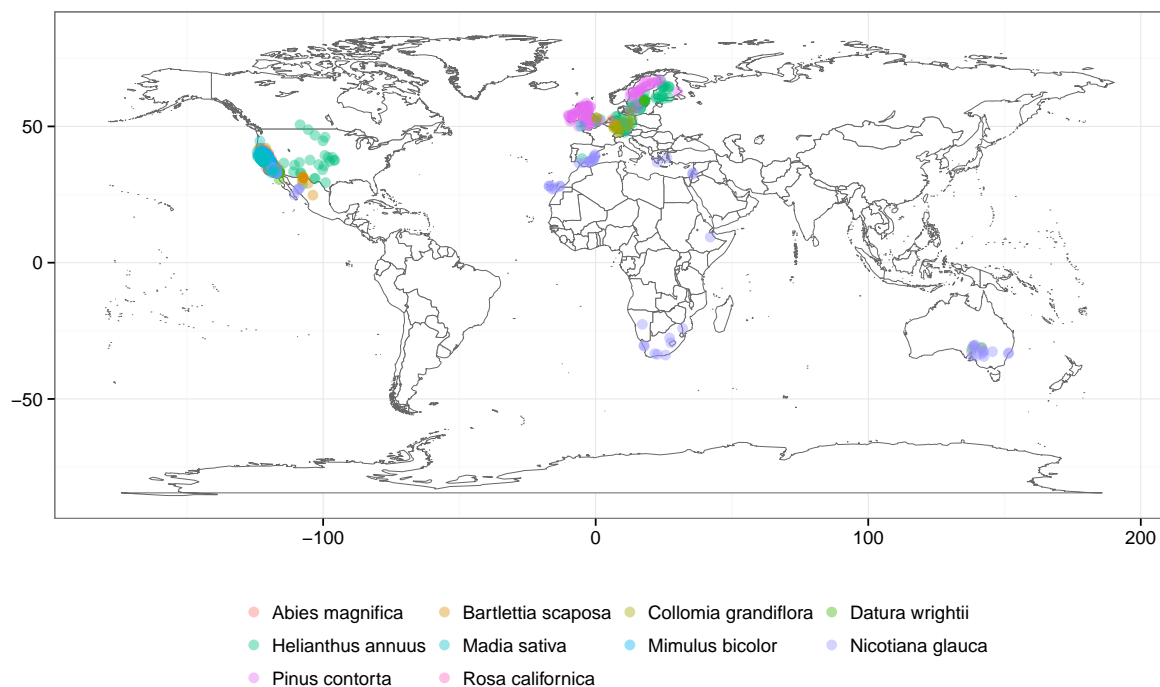 50
0
−50
−100 0 100 200
Abies magnifica Bartlettia scaposa Collomia grandiflora Datura wrightii
Helianthus annuus Madia sativa Mimulus bicolor Nicotiana glauca
Pinus contorta Rosa californica